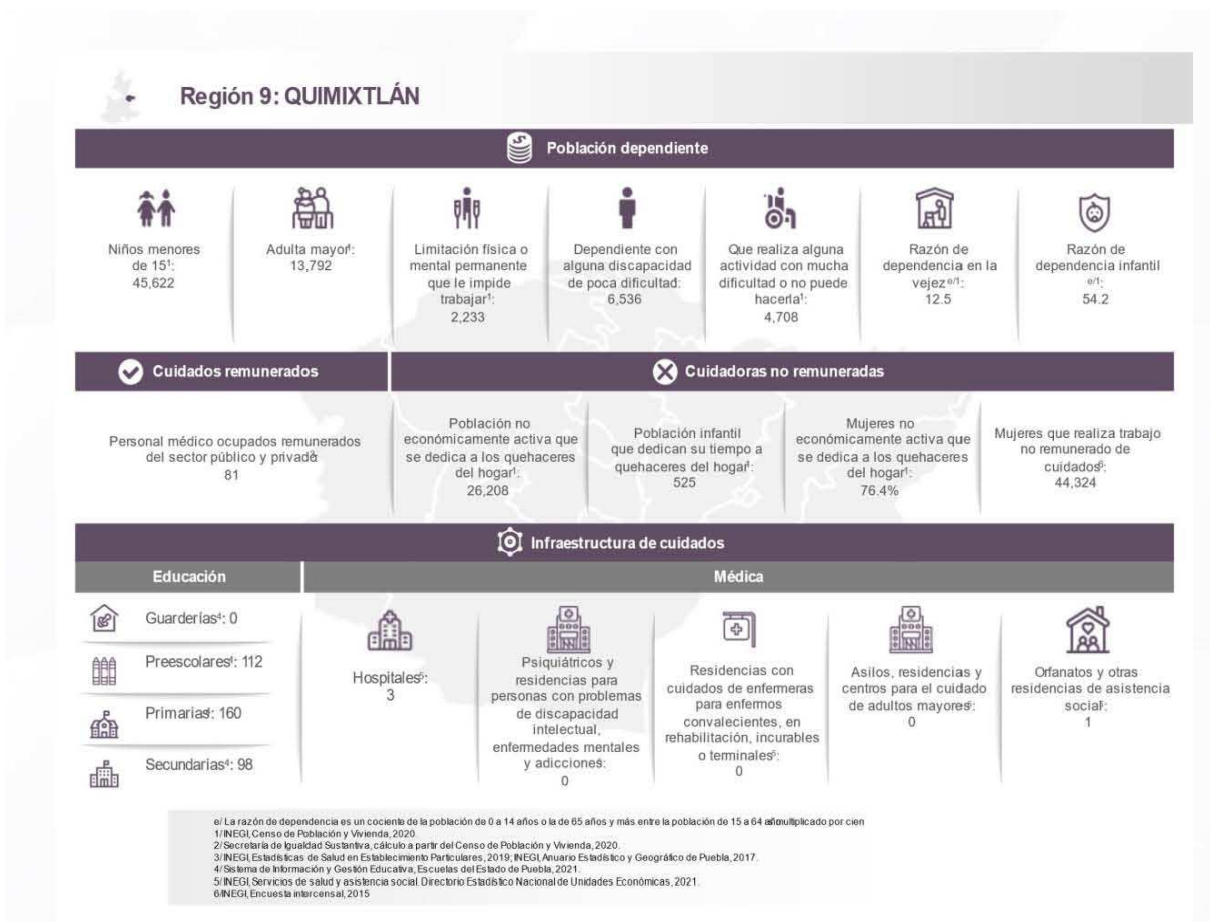 Región 9: QUIMIXTLÁN
Población dependiente
Niños menores
de 15¹:
45,622
Adulta mayor¹:
13,792
Limitación física o
mental permanente
que le impide
trabajar¹:
2,233
Dependiente con
alguna discapacidad
de poca dificultad:
6,536
Que realiza alguna
actividad con mucha
dificultad o no puede
hacerla¹:
4,708
Razón de
dependencia en la
vejez e/1:
12.5
Razón de
dependencia infantil
e/1:
54.2
Cuidados remunerados
Cuidadoras no remuneradas
Personal médico ocupados remunerados
del sector público y privado³:
81
Población no
económicamente activa que
se dedica a los quehaceres
del hogar¹:
26,208
Población infantil
que dedican su tiempo a
quehaceres del hogar¹:
525
Mujeres no
económicamente activa que
se dedica a los quehaceres
del hogar¹:
76.4%
Mujeres que realiza trabajo
no remunerado de
cuidados⁶:
44,324
Infraestructura de cuidados
Educación
Médica
Guarderías⁴: 0
Preescolares⁴: 112
Primarias⁴: 160
Secundarias⁴: 98
Hospitales⁵:
3
Psiquiátricos y
residencias para
personas con problemas
de discapacidad
intelectual,
enfermedades mentales
y adicciones⁵:
0
Residencias con
cuidados de enfermeras
para enfermos
convalecientes, en
rehabilitación, incurables
o terminales⁵:
0
Asilos, residencias y
centros para el cuidado
de adultos mayores⁵:
0
Orfanatos y otras
residencias de asistencia
social⁵:
1
e/ La razón de dependencia es un cociente de la población de 0 a 14 años o la de 65 años y más entre la población de 15 a 64 años multiplicado por cien
1/INEGI, Censo de Población y Vivienda, 2020.
2/Secretaría de Igualdad Sustantiva, cálculo a partir del Censo de Población y Vivienda, 2020.
3/INEGI, Estadísticas de Salud en Establecimiento Particulares, 2019; INEGI, Anuario Estadístico y Geográfico de Puebla, 2017.
4/Sistema de Información y Gestión Educativa, Escuelas del Estado de Puebla, 2021.
5/INEGI, Servicios de salud y asistencia social. Directorio Estadístico Nacional de Unidades Económicas, 2021.
6/INEGI, Encuesta intercensal, 2015